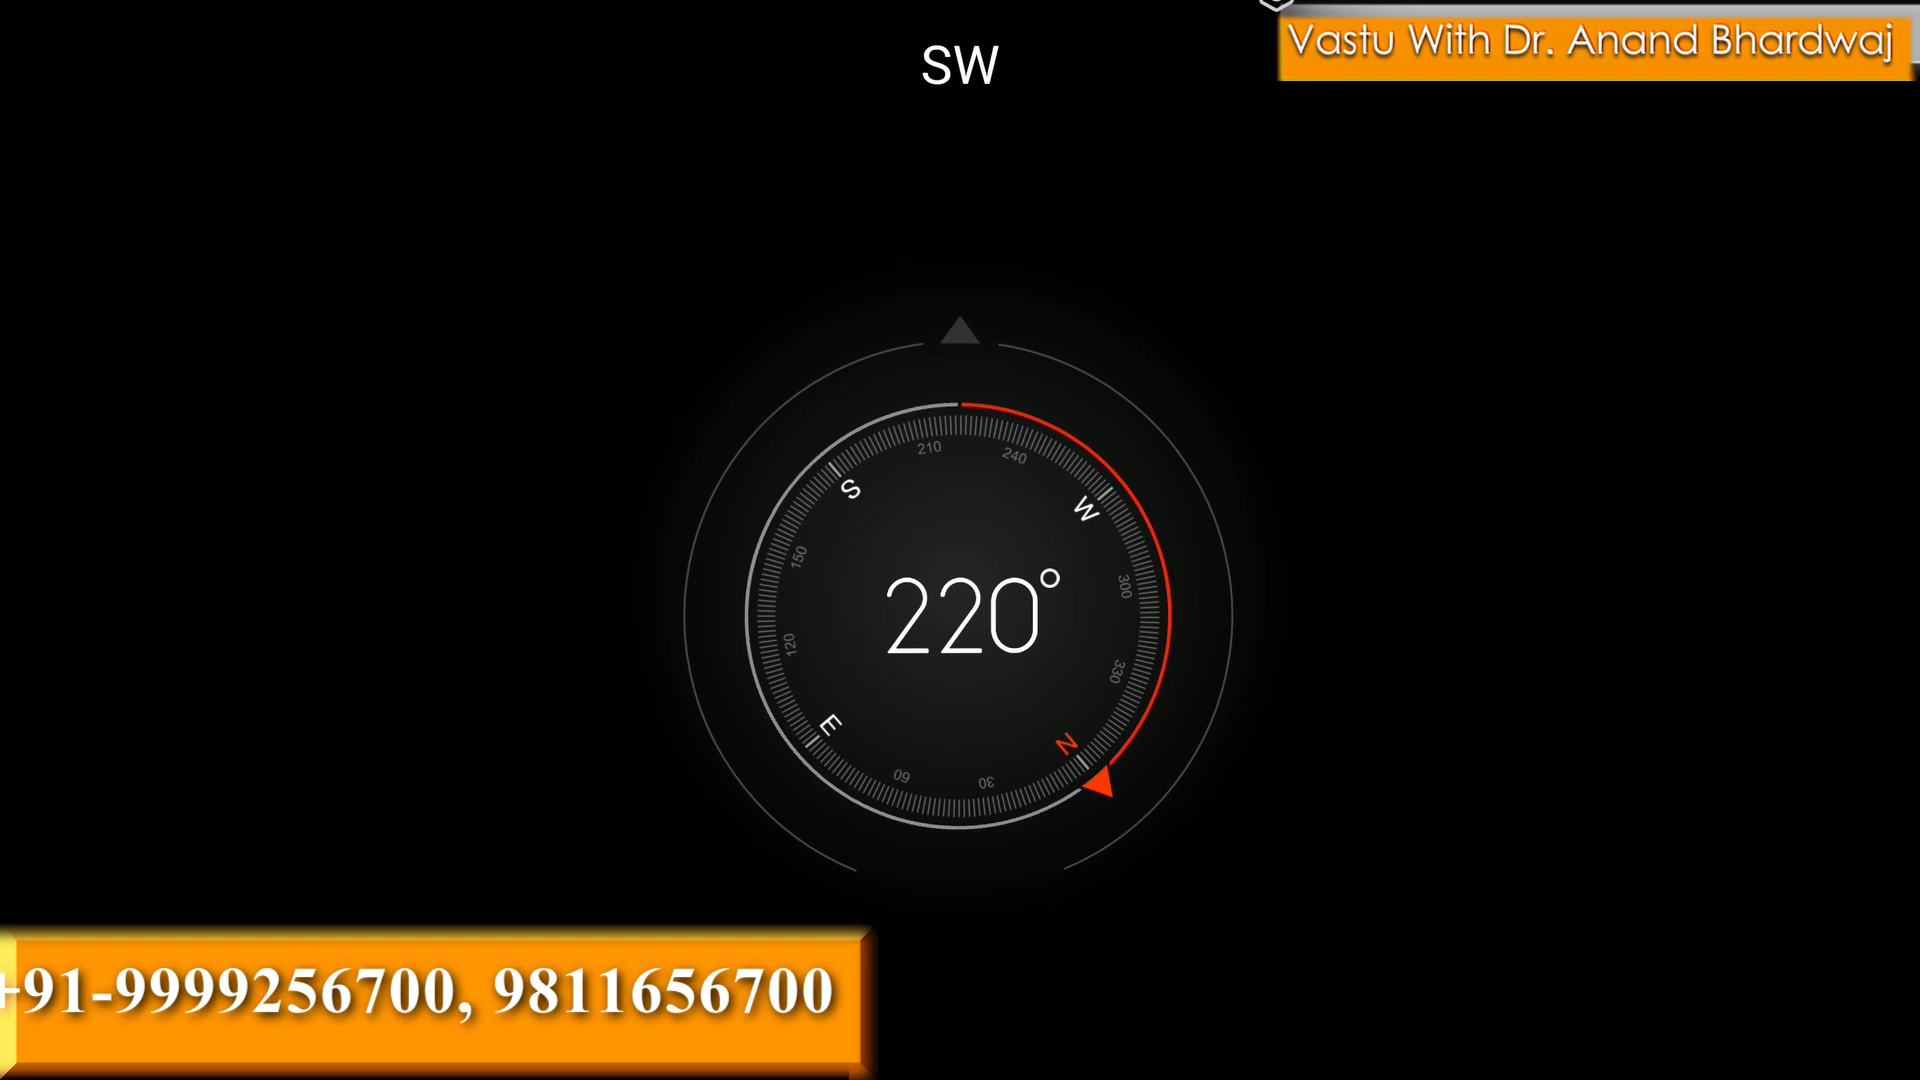 SW
Vastu With Dr. Anand Bhardwaj
210
240
S
W
150
300
220°
120
330
E
N
60
30
+91-9999256700, 9811656700